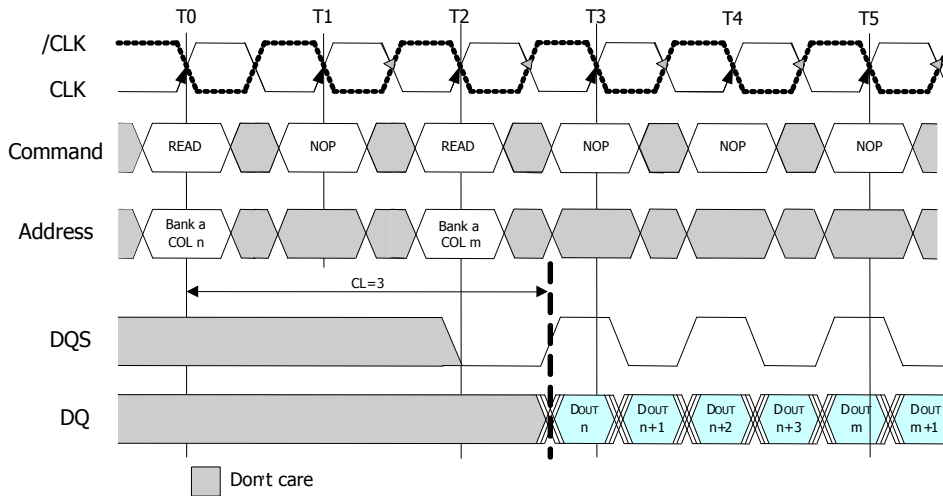 T0 T1 T2 T3 T4 T5
/CLK
CLK
Command READ NOP READ NOP NOP NOP
Address Bank a COL n Bank a COL m
CL=3
DQS
DQ DOUT n DOUT n+1 DOUT n+2 DOUT n+3 DOUT m DOUT m+1
Don't care